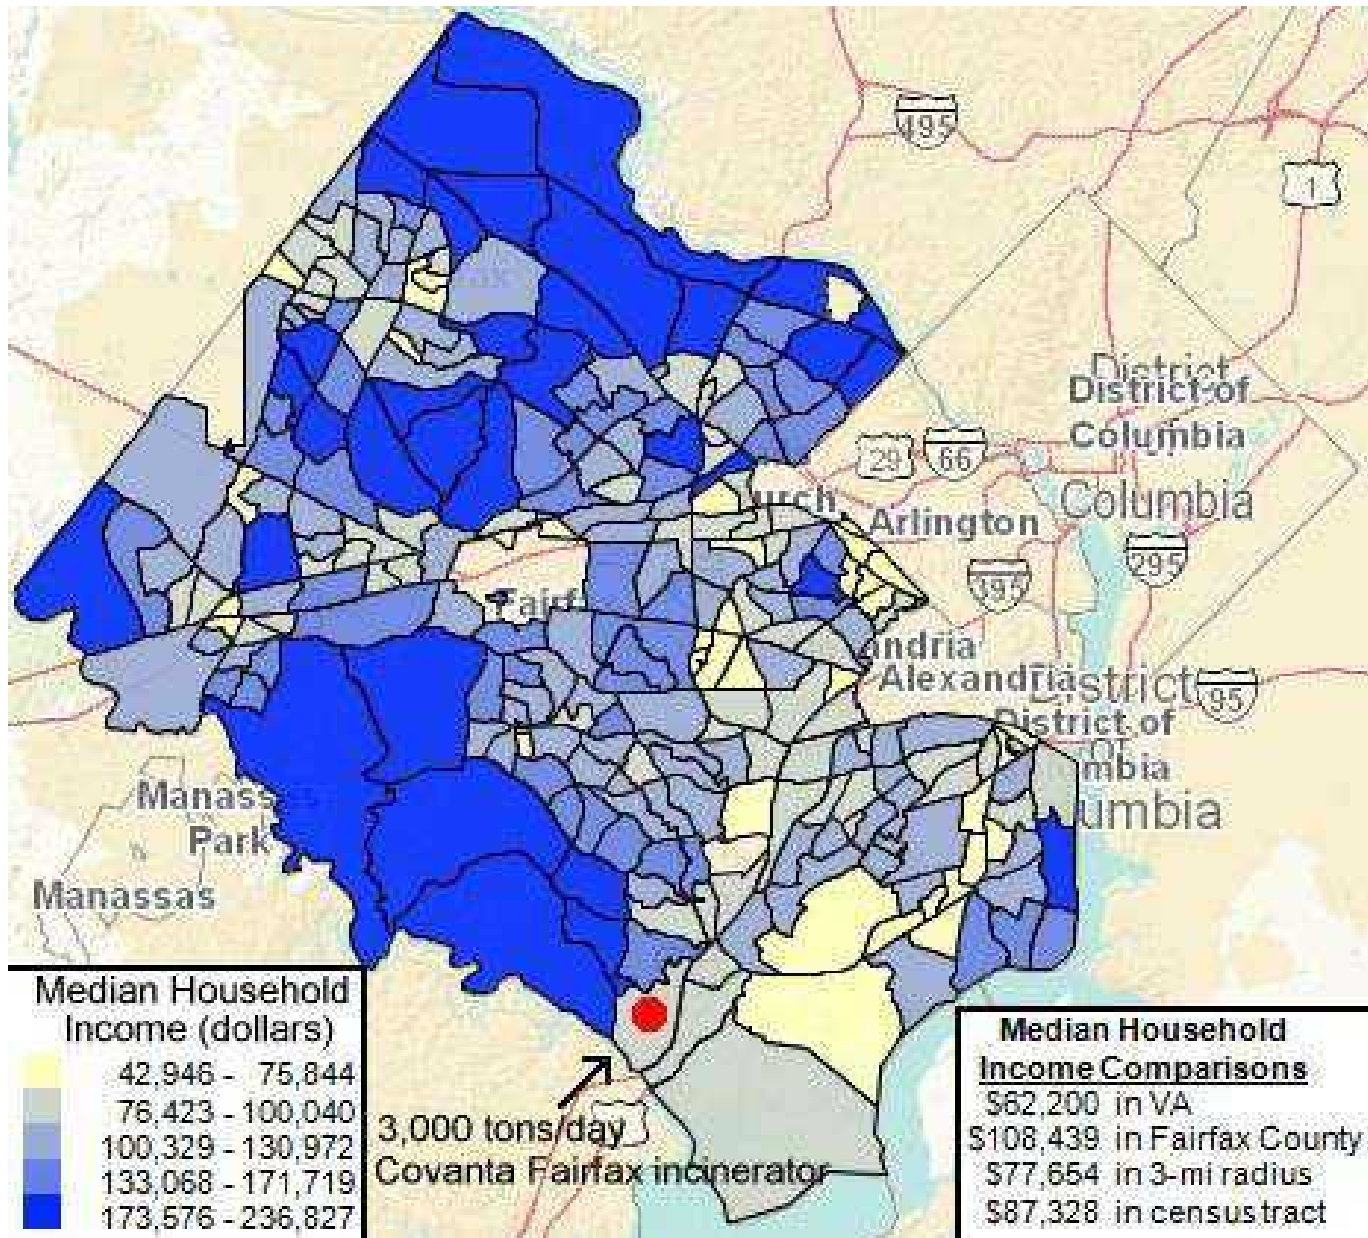 495
1
District
District of
Columbia
29
66
Columbia
urch
Arlington
295
395
Fairf
andria
Alexandria
District
95
District of
mbia
umbia
Manass
Park
Manassas
Median Household
Income (dollars)
42,946 - 75,844
76,423 - 100,040
100,329 - 130,972
133,068 - 171,719
173,576 - 236,827
3,000 tons/day
Covanta Fairfax incinerator
Median Household
Income Comparisons
$62,200 in VA
$108,439 in Fairfax County
$77,654 in 3-mi radius
$87,328 in census tract